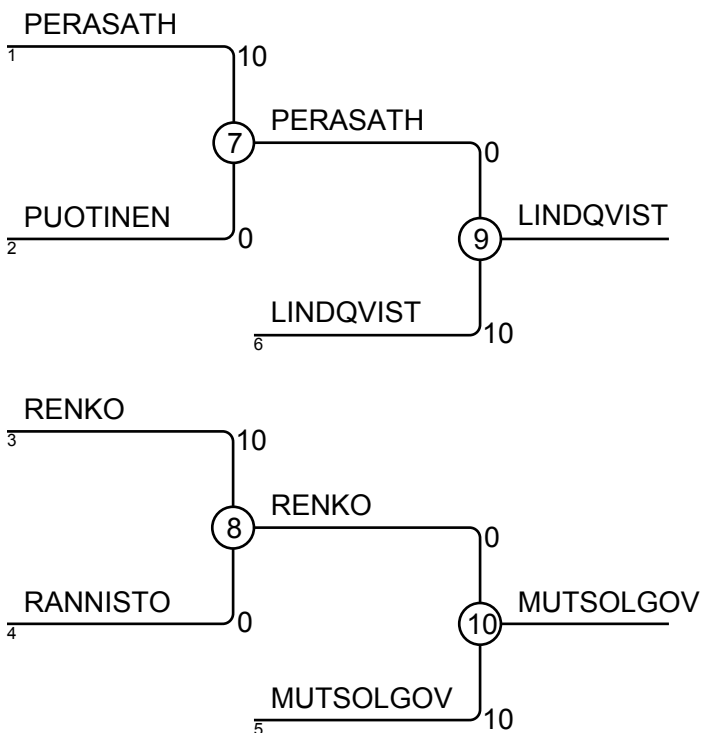 PERASATH
1
10
7
PERASATH
0
PUOTINEN
2
0
9
LINDQVIST
LINDQVIST
6
10
RENKO
3
10
8
RENKO
0
RANNISTO
4
0
10
MUTSOLGOV
MUTSOLGOV
5
10